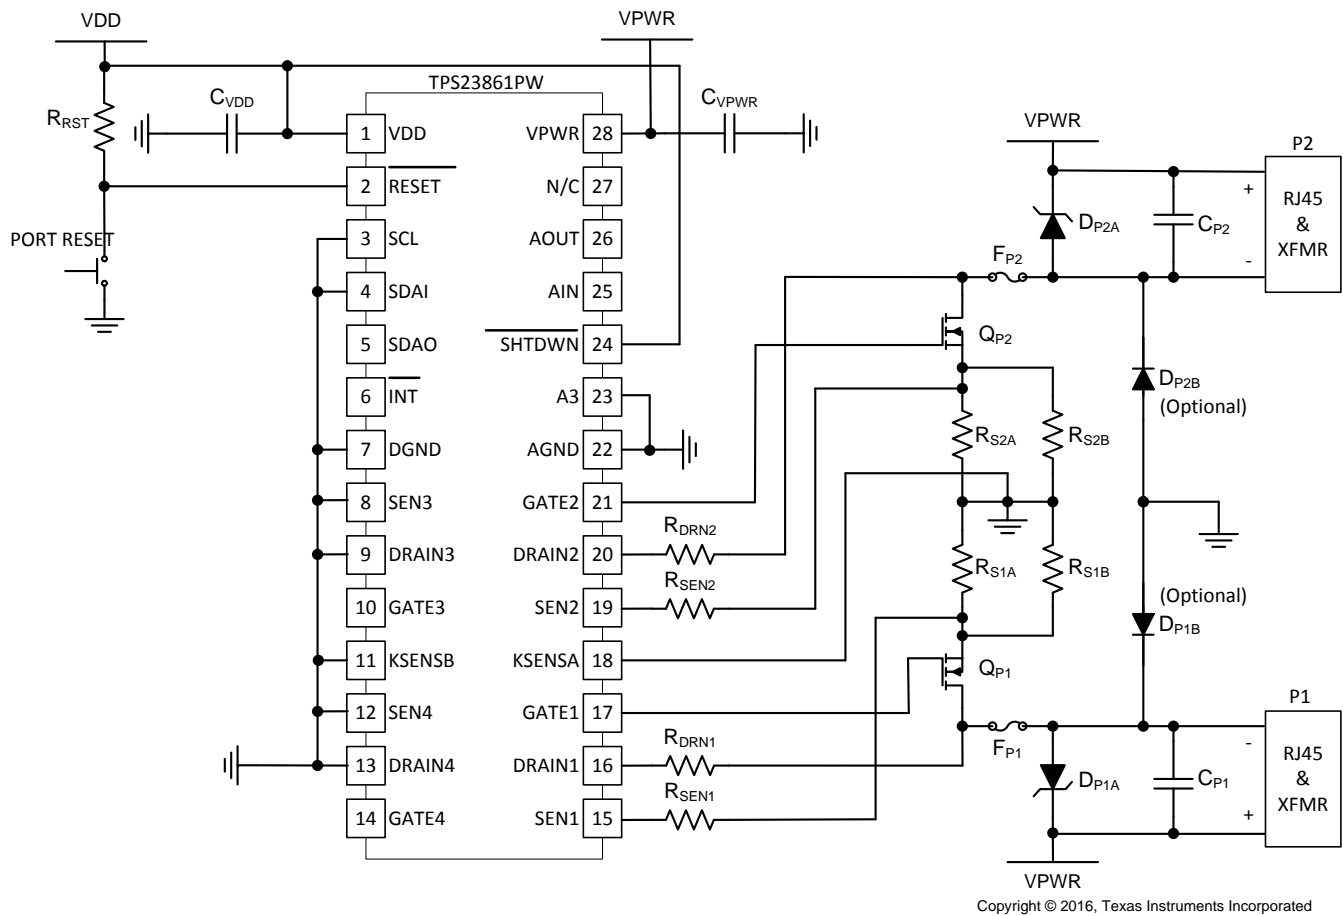 VDD
VPWR
TPS23861PW
CVDD
CVPWR
RRST
1 VDD
VPWR 28
2 RESET
N/C 27
PORT RESET
3 SCL
AOUT 26
4 SDAI
AIN 25
5 SDAO
SHTDWN 24
6 INT
A3 23
7 DGND
AGND 22
8 SEN3
GATE2 21
9 DRAIN3
DRAIN2 20
10 GATE3
SEN2 19
11 KSENSB
KSENSA 18
12 SEN4
GATE1 17
13 DRAIN4
DRAIN1 16
14 GATE4
SEN1 15
RDRN2
RSEN2
RDRN1
RSEN1
VPWR
P2
+
RJ45
&
XFMR
-
DP2A
CP2
FP2
QP2
DP2B
(Optional)
RS2A
RS2B
RS1A
RS1B
(Optional)
DP1B
QP1
FP1
P1
-
RJ45
&
XFMR
+
DP1A
CP1
VPWR
Copyright © 2016, Texas Instruments Incorporated